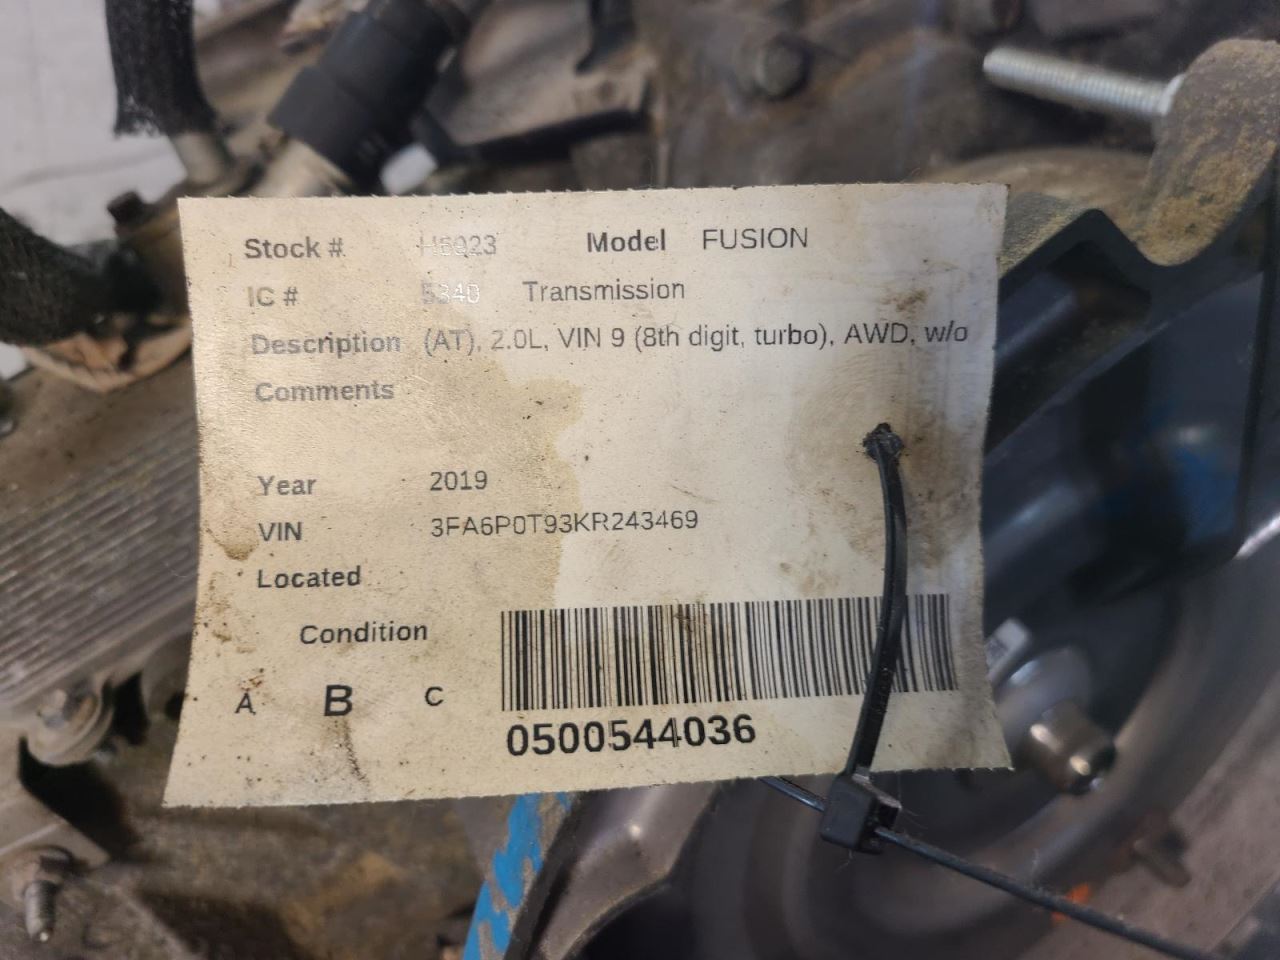 Stock # H6923 Model FUSION
IC # 5340 Transmission
Description (AT), 2.0L, VIN 9 (8th digit, turbo), AWD, w/o
Comments
Year 2019
VIN 3FA6P0T93KR243469
Located
Condition
A B C
0500544036